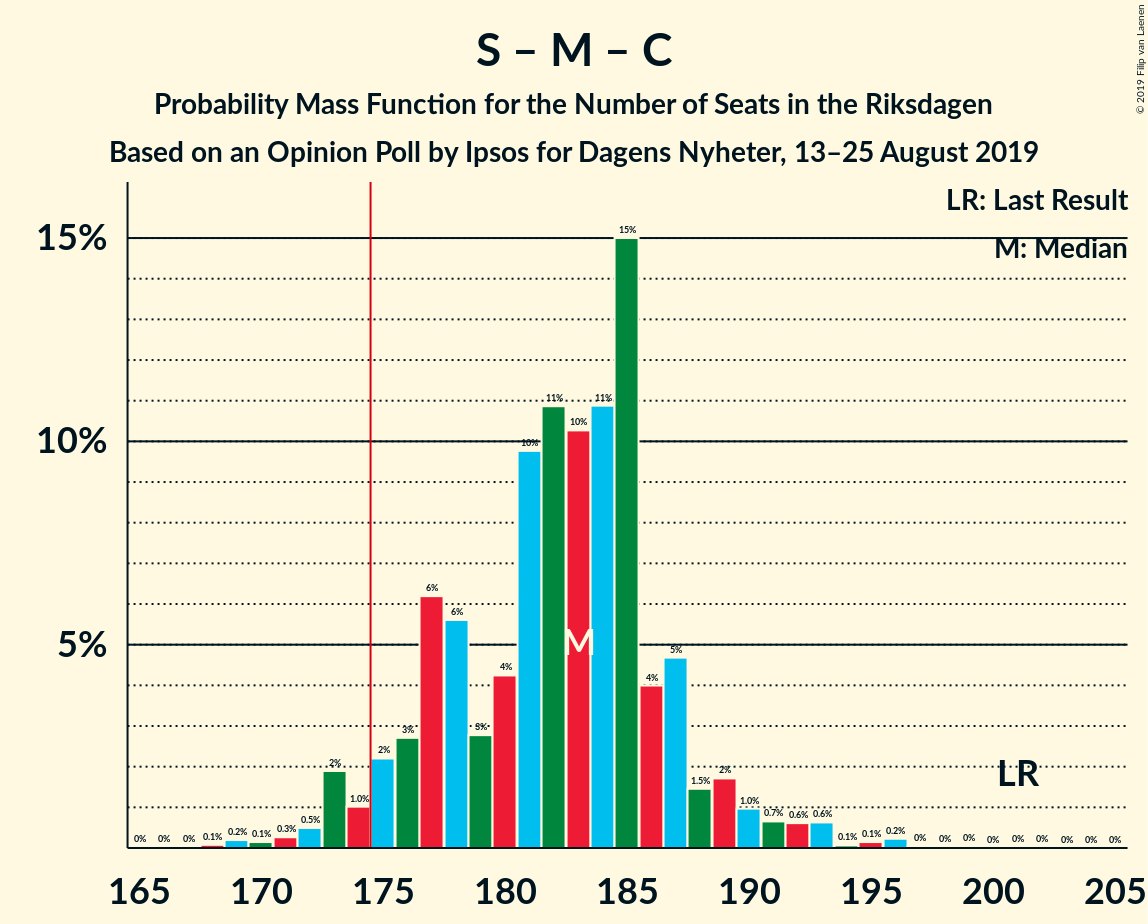 S – M – C
Probability Mass Function for the Number of Seats in the Riksdagen
Based on an Opinion Poll by Ipsos for Dagens Nyheter, 13–25 August 2019
© 2019 Filip van Laenen
LR: Last Result
M: Median
15%
10%
5%
0% 0% 0% 0.1% 0.2% 0.1% 0.3% 0.5% 2% 1.0% 2% 3% 6% 6% 3% 4% 10% 11% 10% 11% 15% 4% 5% 1.5% 2% 1.0% 0.7% 0.6% 0.6% 0.1% 0.1% 0.2% 0% 0% 0% 0% 0% 0% 0% 0% 0%
M
LR
165 170 175 180 185 190 195 200 205